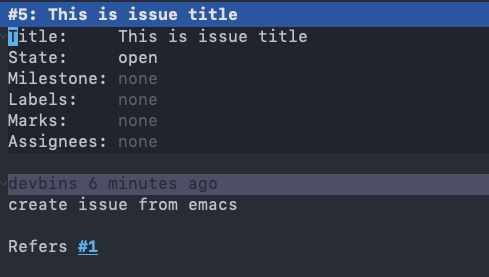 #5: This is issue title
Title: This is issue title
State: open
Milestone: none
Labels: none
Marks: none
Assignees: none
devbins 6 minutes ago
create issue from emacs
Refers #1